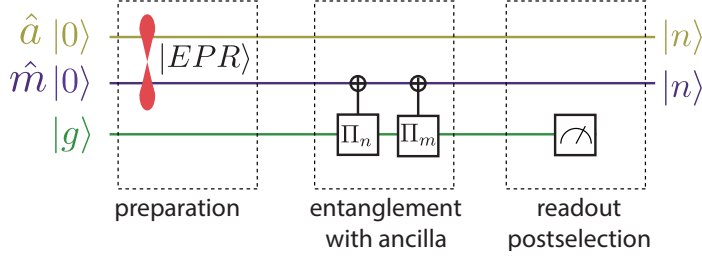 â |0⟩ |n⟩
|EPR⟩
m̂ |0⟩ |n⟩
|g⟩ Πₙ Πₘ
preparation
entanglement
with ancilla
readout
postselection